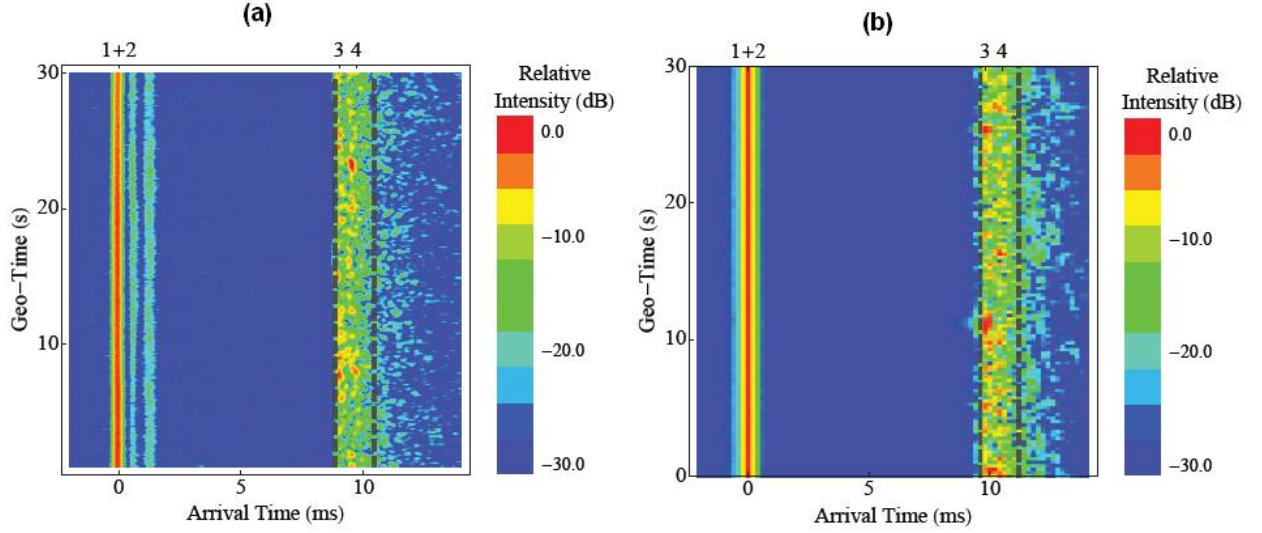 (a)
1+2 3 4
30
20
10
Geo−Time (s)
0 5 10
Arrival Time (ms)
Relative
Intensity (dB)
0.0
−10.0
−20.0
−30.0
(b)
1+2 3 4
30
20
10
0
Geo−Time (s)
0 5 10
Arrival Time (ms)
Relative
Intensity (dB)
0.0
−10.0
−20.0
−30.0